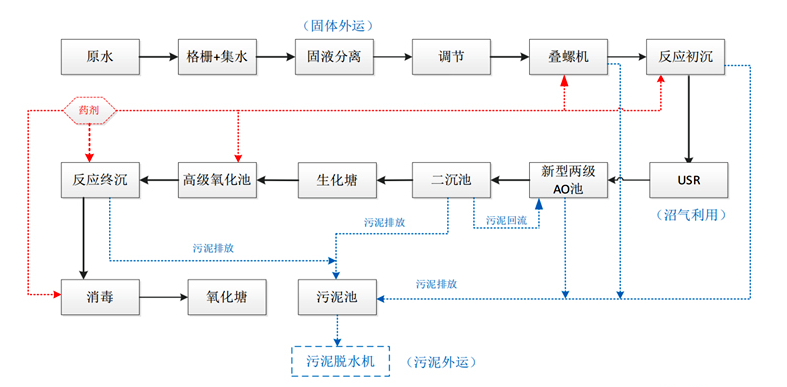 （固体外运）
原水
格栅+集水
固液分离
调节
叠螺机
反应初沉
药剂
反应终沉
高级氧化池
生化塘
二沉池
新型两级
AO池
USR
（沼气利用）
污泥排放
污泥排放
污泥回流
消毒
氧化塘
污泥池
污泥排放
污泥脱水机
（污泥外运）